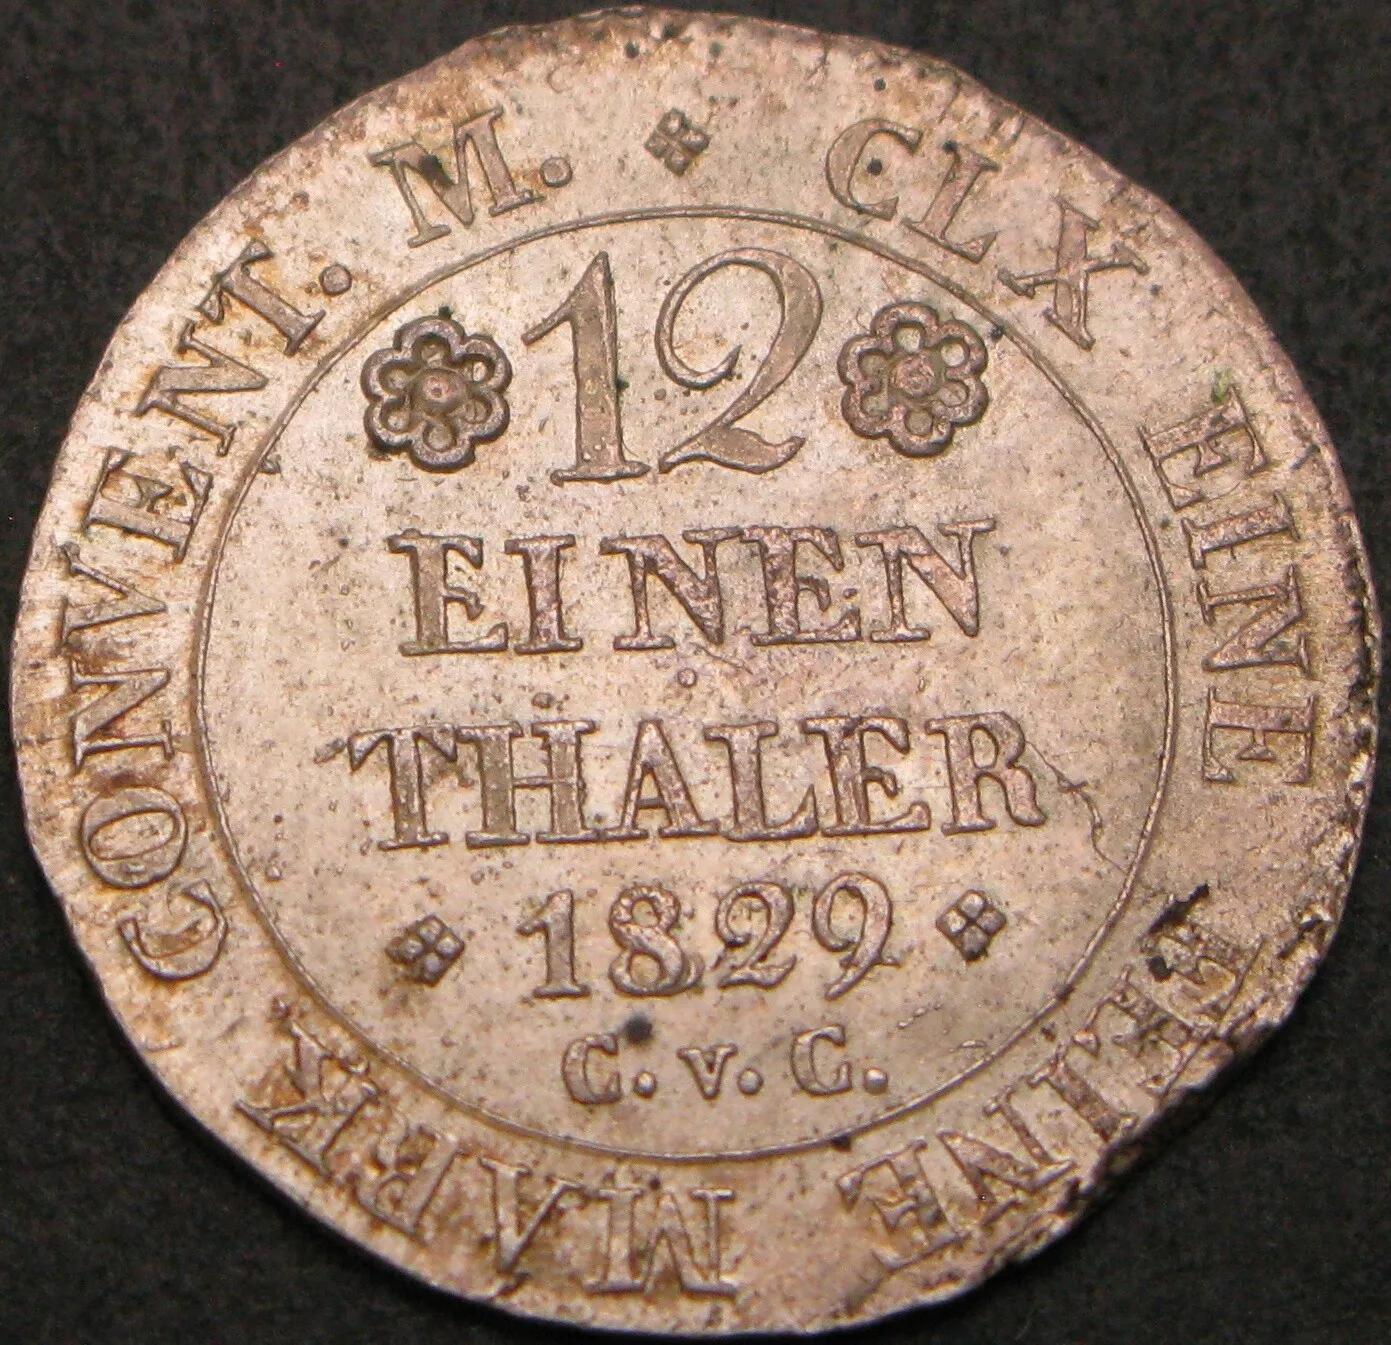 CLX EINE FEINE MARK CONVENT. M.
12
EINEN
THALER
1829
C. v. C.